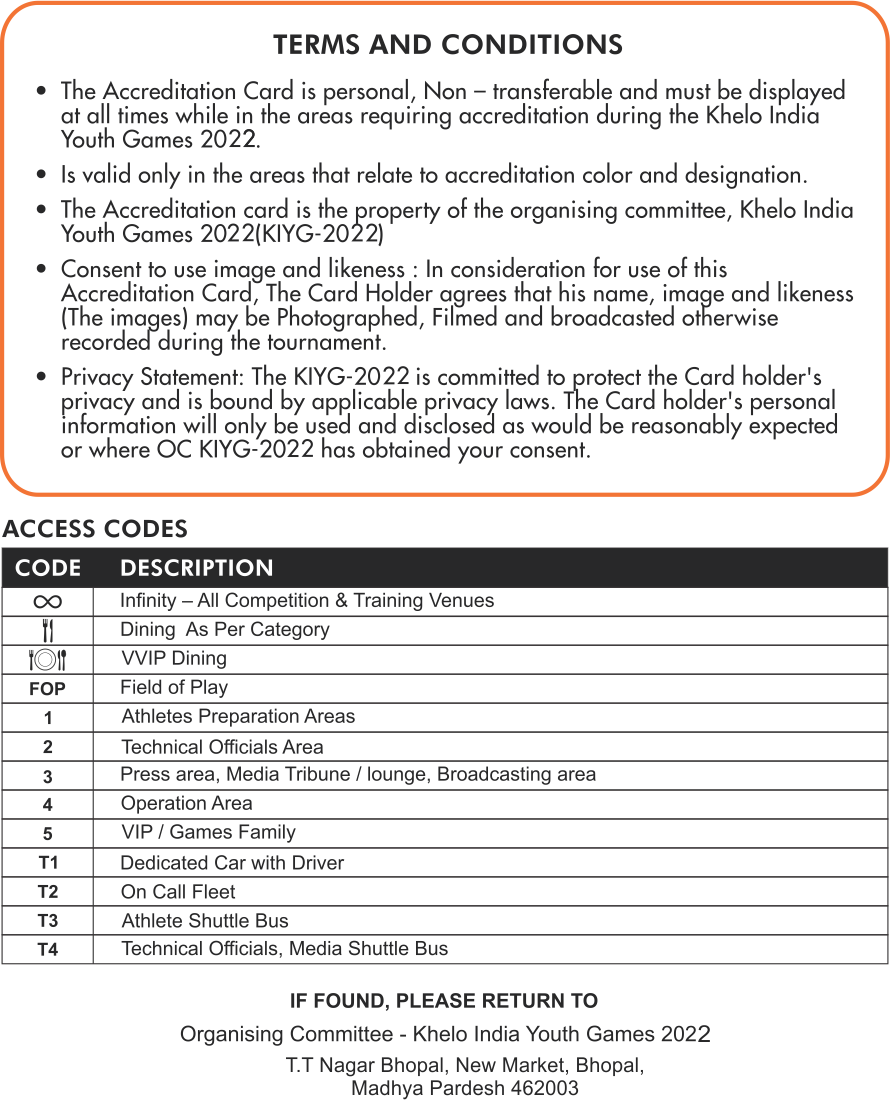 TERMS AND CONDITIONS
• The Accreditation Card is personal, Non – transferable and must be displayed
at all times while in the areas requiring accreditation during the Khelo India
Youth Games 2022.
• Is valid only in the areas that relate to accreditation color and designation.
• The Accreditation card is the property of the organising committee, Khelo India
Youth Games 2022(KIYG-2022)
• Consent to use image and likeness : In consideration for use of this
Accreditation Card, The Card Holder agrees that his name, image and likeness
(The images) may be Photographed, Filmed and broadcasted otherwise
recorded during the tournament.
• Privacy Statement: The KIYG-2022 is committed to protect the Card holder's
privacy and is bound by applicable privacy laws. The Card holder's personal
information will only be used and disclosed as would be reasonably expected
or where OC KIYG-2022 has obtained your consent.
ACCESS CODES
CODE DESCRIPTION
∞ Infinity – All Competition & Training Venues
Dining As Per Category
VVIP Dining
FOP Field of Play
1 Athletes Preparation Areas
2 Technical Officials Area
3 Press area, Media Tribune / lounge, Broadcasting area
4 Operation Area
5 VIP / Games Family
T1 Dedicated Car with Driver
T2 On Call Fleet
T3 Athlete Shuttle Bus
T4 Technical Officials, Media Shuttle Bus
IF FOUND, PLEASE RETURN TO
Organising Committee - Khelo India Youth Games 2022
T.T Nagar Bhopal, New Market, Bhopal,
Madhya Pardesh 462003